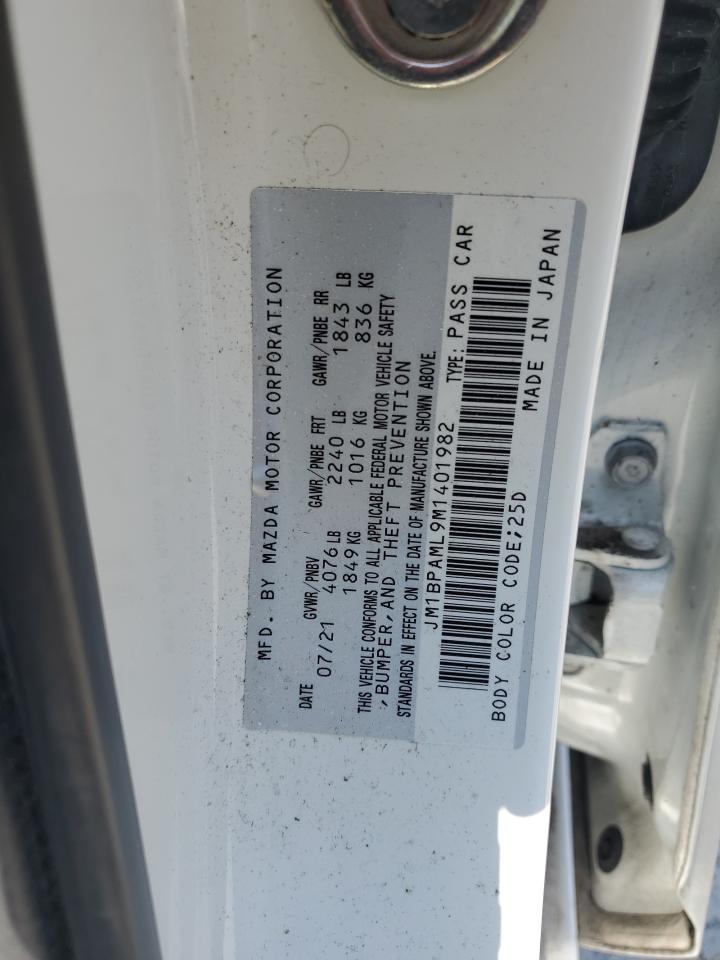 MFD. BY MAZDA MOTOR CORPORATION
DATE GVWR/PNBV GAWR/PNBE FRT GAWR/PNBE RR
07/21 4076 LB 2240 LB 1843 LB
1849 KG 1016 KG 836 KG
THIS VEHICLE CONFORMS TO ALL APPLICABLE FEDERAL MOTOR VEHICLE SAFETY
,BUMPER, AND THEFT PREVENTION
STANDARDS IN EFFECT ON THE DATE OF MANUFACTURE SHOWN ABOVE.
JM1BPAML9M1401982 TYPE: PASS CAR
BODY COLOR CODE;25D MADE IN JAPAN